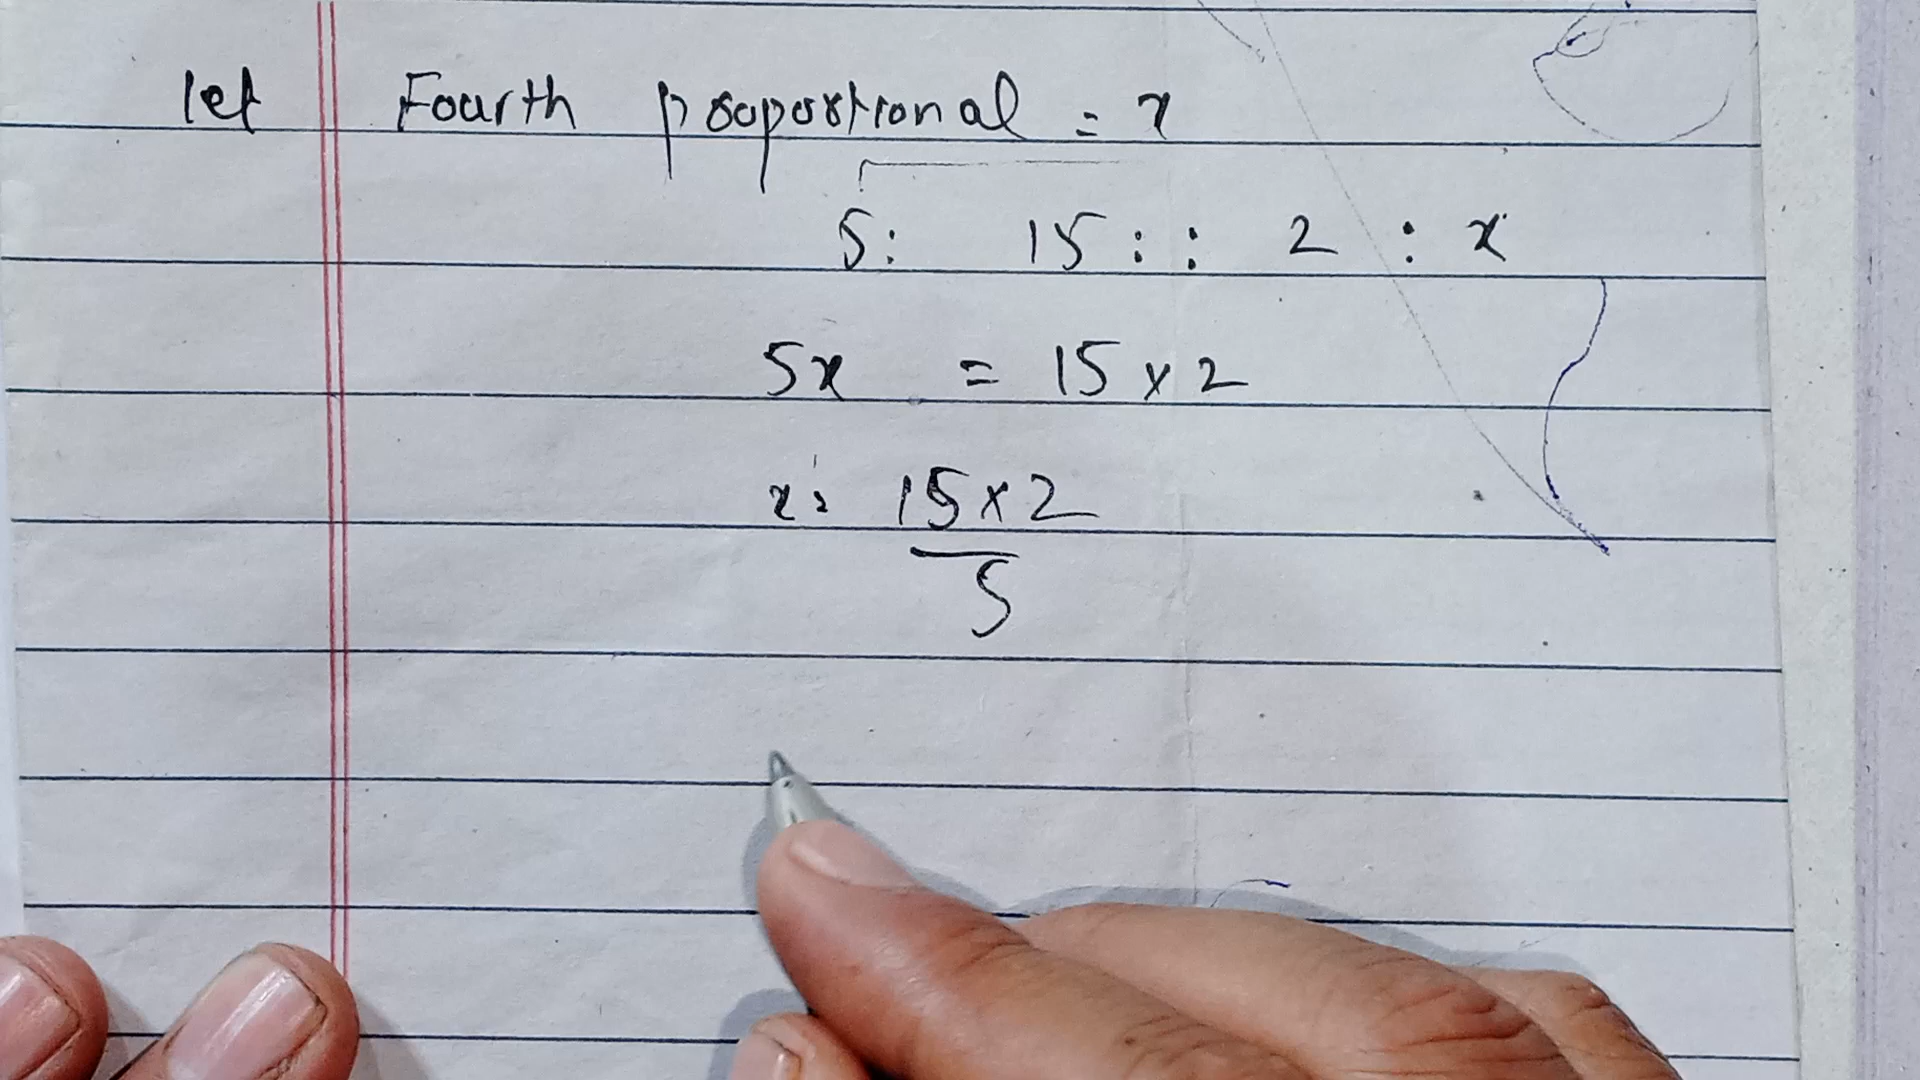 let Fourth proportional = x
5: 15 :: 2 : x
5x = 15 x 2
x = 15 x 2
5